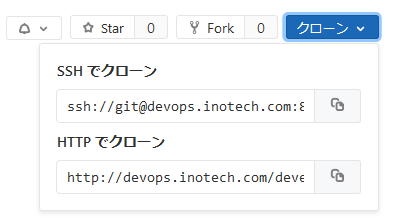 Star 0 Fork 0 クローン
SSH でクローン
ssh://git@devops.inotech.com:8
HTTP でクローン
http://devops.inotech.com/deve